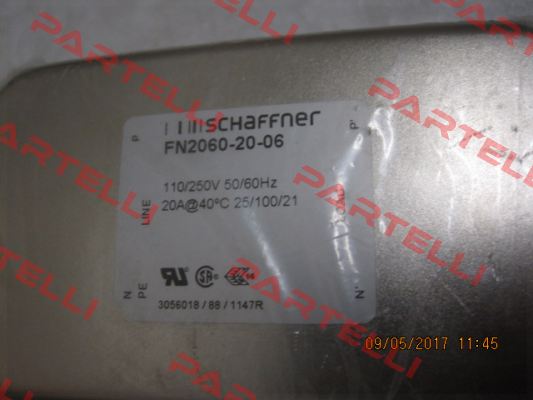 SCHAFFNER
FN2060-20-06
110/250V 50/60Hz
20A@40°C 25/100/21
P
P'
LINE
LOAD
N
PE
N'
3056018 / 88 / 1147R
09/05/2017 11:45
PARTELLI
PARTELLI
PARTELLI
PARTELLI
PARTELLI
PARTELLI